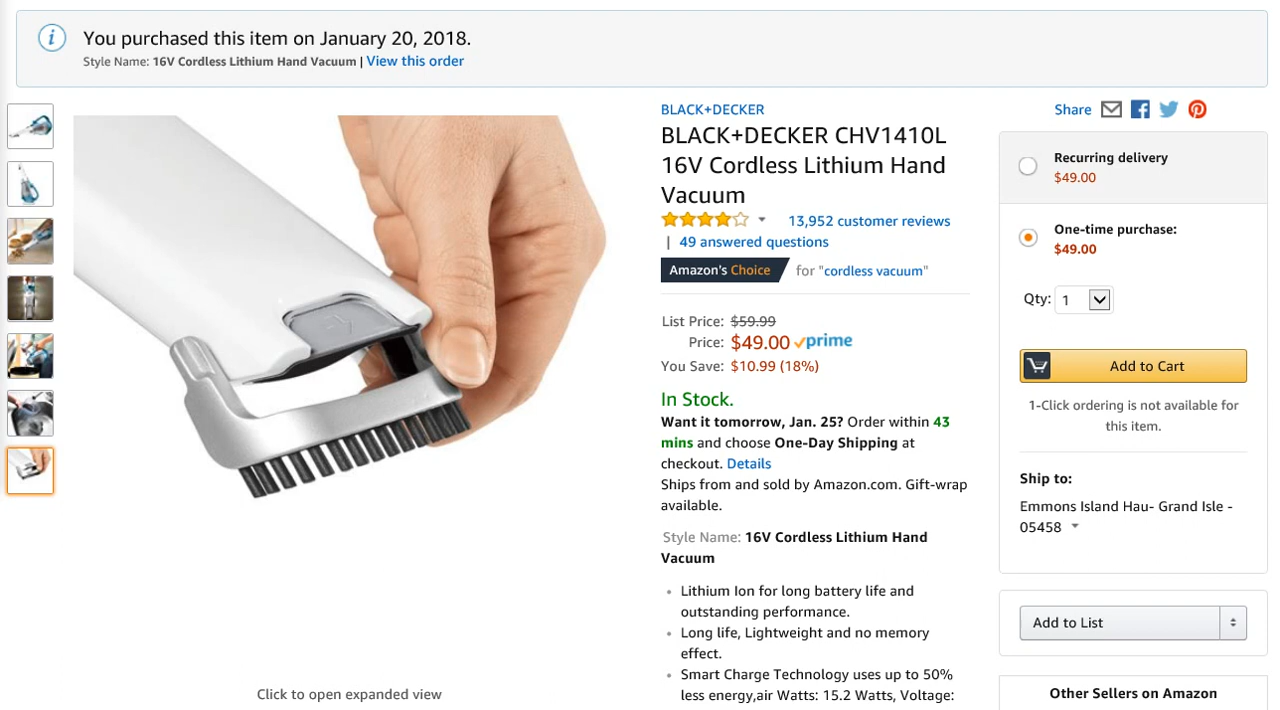 You purchased this item on January 20, 2018.
Style Name: 16V Cordless Lithium Hand Vacuum | View this order
BLACK+DECKER
BLACK+DECKER CHV1410L
16V Cordless Lithium Hand
Vacuum
13,952 customer reviews
| 49 answered questions
Amazon's Choice for "cordless vacuum"
List Price: $59.99
Price: $49.00 prime
You Save: $10.99 (18%)
In Stock.
Want it tomorrow, Jan. 25? Order within 43
mins and choose One-Day Shipping at
checkout. Details
Ships from and sold by Amazon.com. Gift-wrap
available.
Style Name: 16V Cordless Lithium Hand
Vacuum
• Lithium Ion for long battery life and
outstanding performance.
• Long life, Lightweight and no memory
effect.
• Smart Charge Technology uses up to 50%
less energy,air Watts: 15.2 Watts, Voltage:
Click to open expanded view
Share
Recurring delivery
$49.00
One-time purchase:
$49.00
Qty: 1
Add to Cart
1-Click ordering is not available for
this item.
Ship to:
Emmons Island Hau- Grand Isle -
05458
Add to List
Other Sellers on Amazon